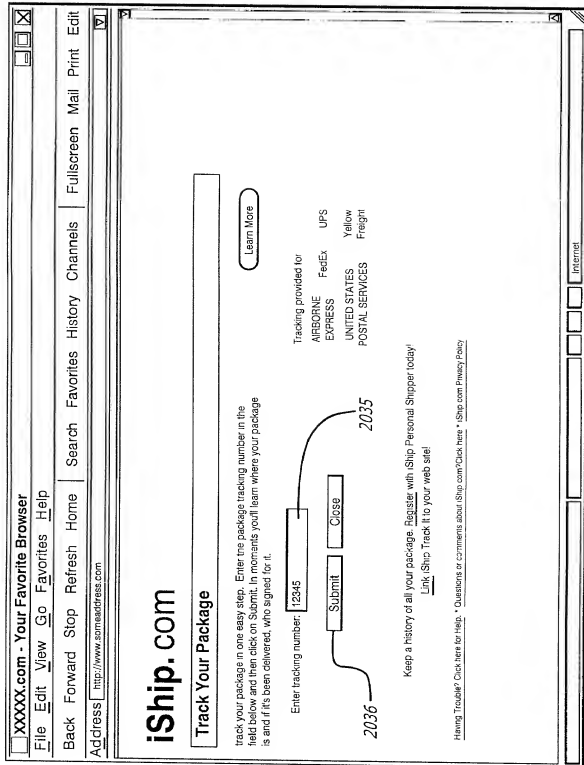 XXXXX.com - Your Favorite Browser
File Edit View Go Favorites Help
Back Forward Stop Refresh Home Search Favorites History Channels Fullscreen Mail Print Edit
Address http://www.someaddress.com
iShip.com
Track Your Package
Learn More
track your package in one easy step. Enter the package tracking number in the
field below and then click on Submit. In moments you'll learn where your package
is and if it's been delivered, who signed for it.
Enter tracking number: 12345
Submit Close
2036
2035
Tracking provided for
AIRBORNE EXPRESS FedEx UPS
UNITED STATES POSTAL SERVICES Yellow Freight
Keep a history of all your package. Register with iShip Personal Shipper today!
Link iShip Track It to your web site!
Having Trouble? Click here for Help. * Questions or comments about iShip com?Click here * iShip com Privacy Policy
Internet